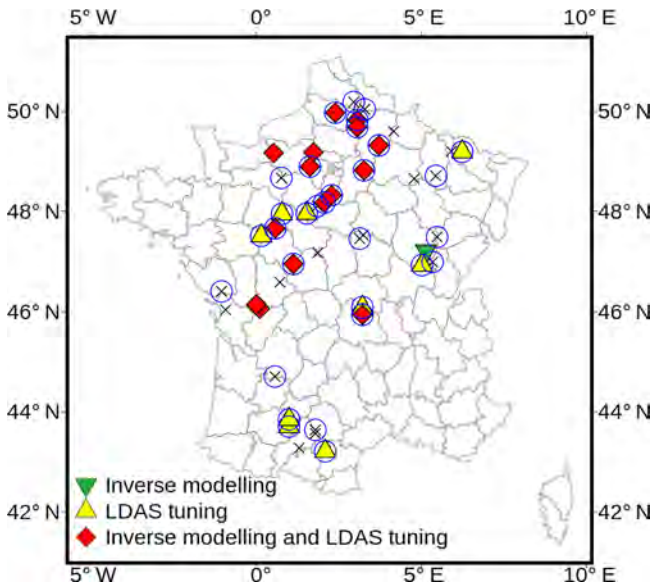 5° W 0° 5° E 10° E
50° N 50° N
48° N 48° N
46° N 46° N
44° N 44° N
42° N 42° N
Inverse modelling
LDAS tuning
Inverse modelling and LDAS tuning
5° W 0° 5° E 10° E